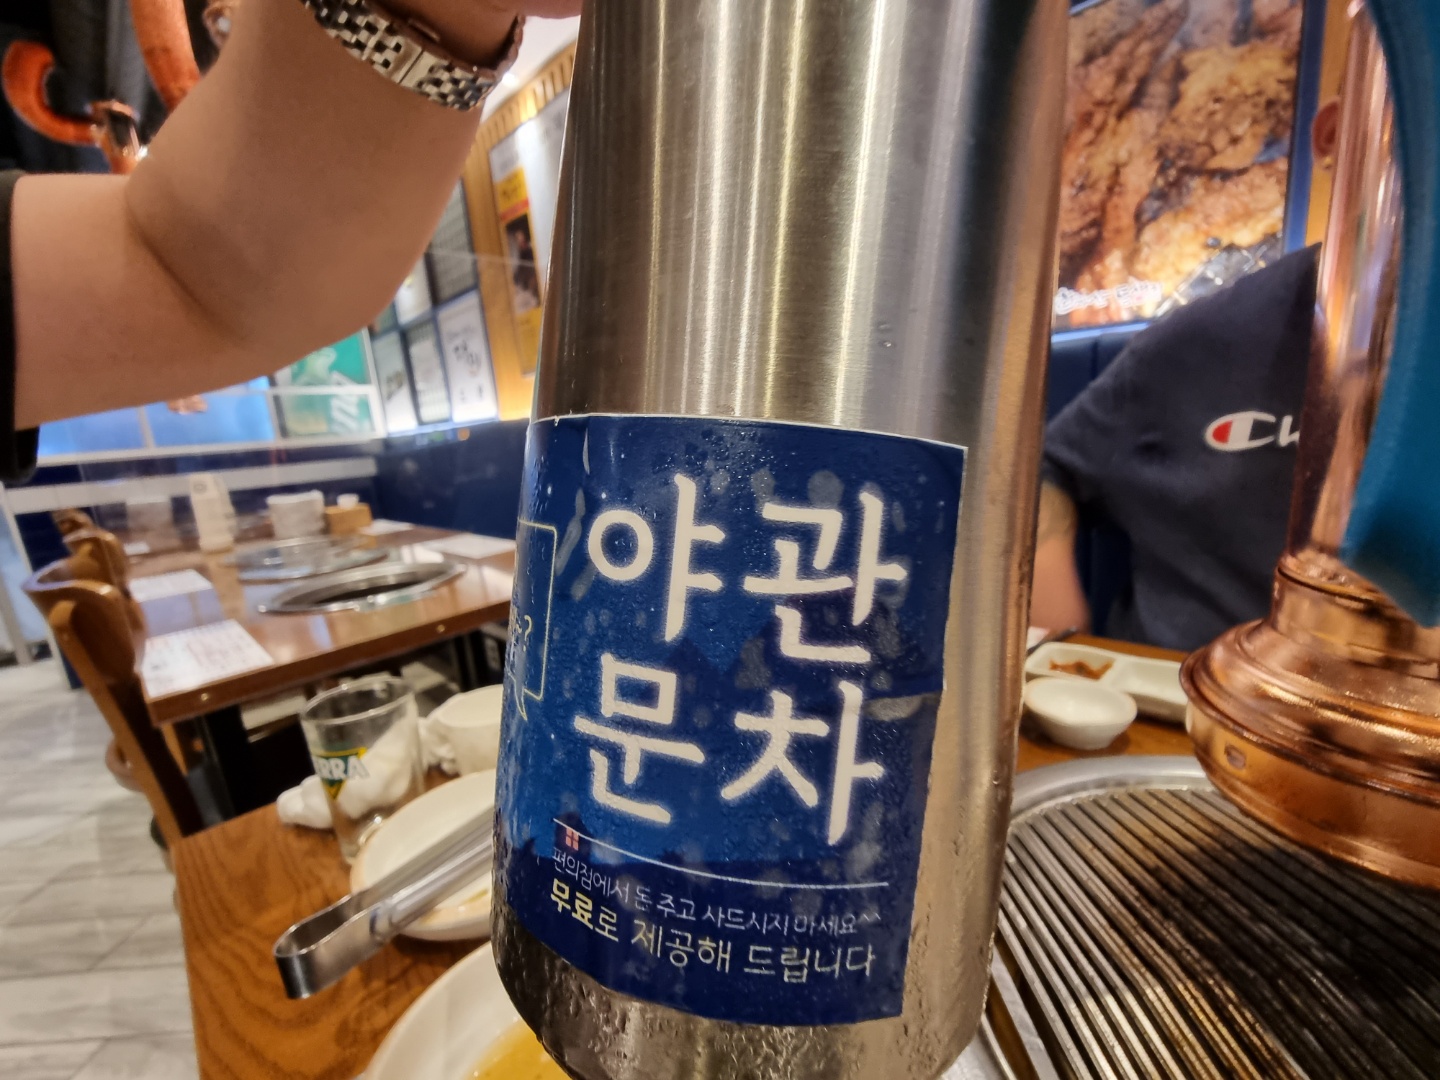 야관
문차
편의점에서 돈 주고 사드시지 마세요^^
무료로 제공해 드립니다